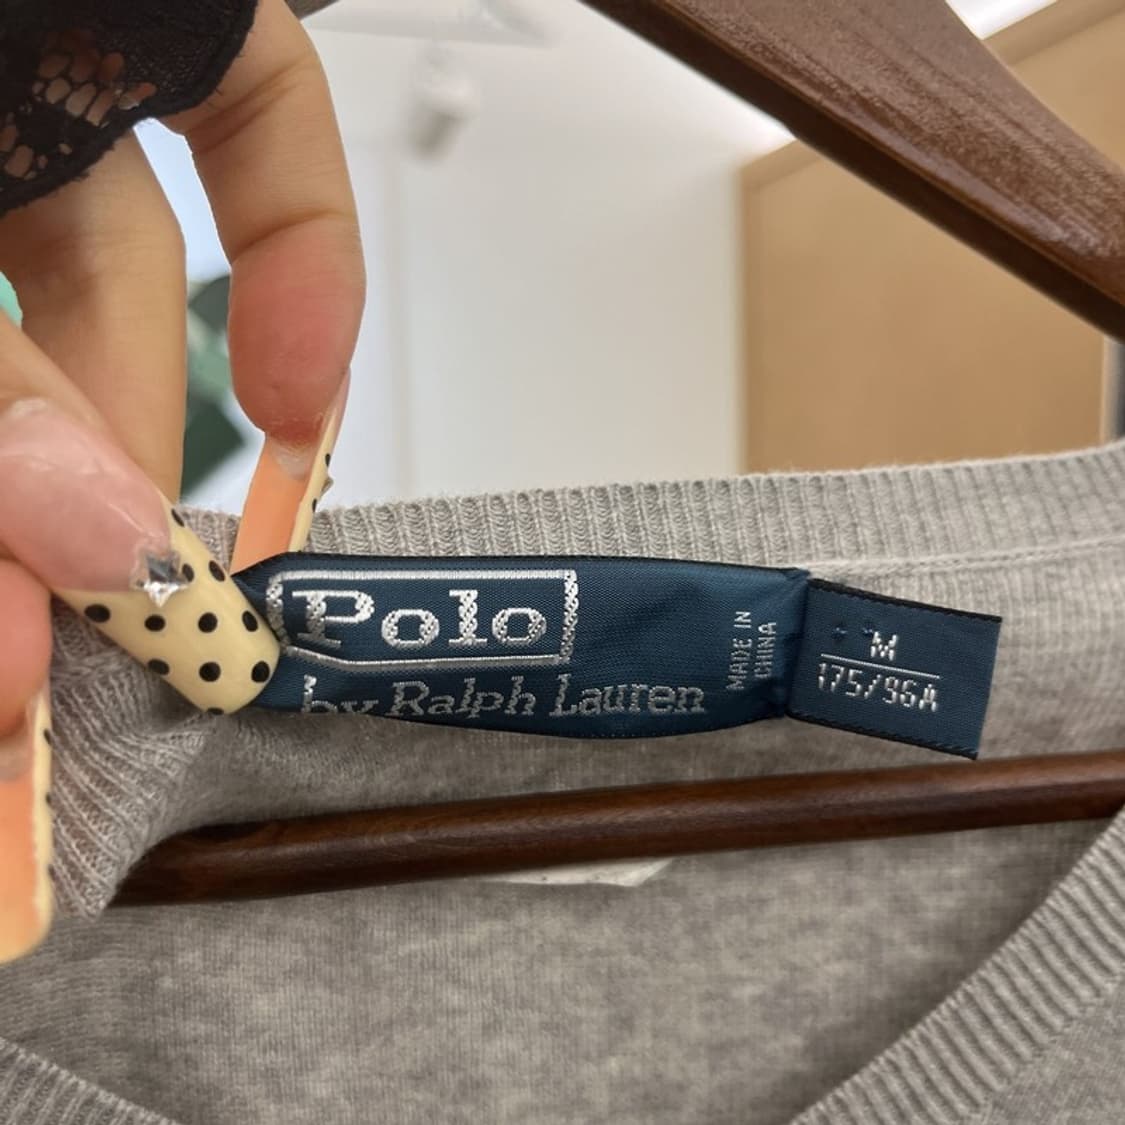 Polo
by Ralph Lauren
MADE IN
CHINA
M
175/96A